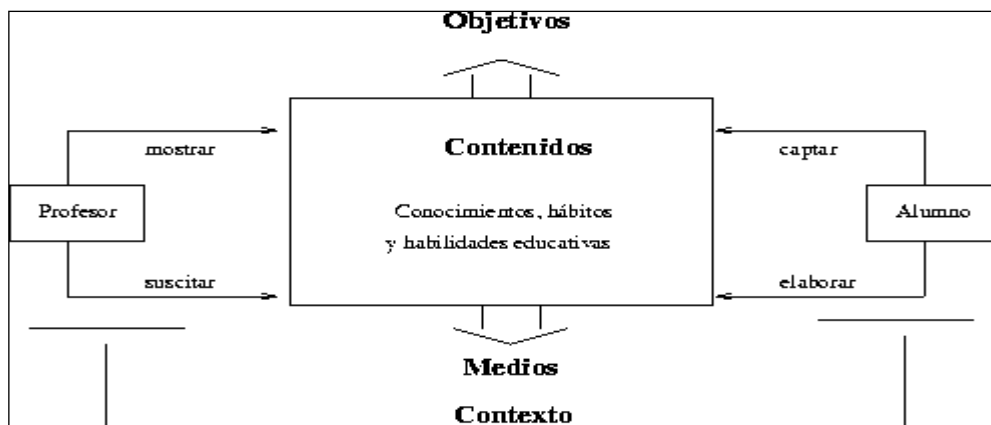 Objetivos
mostrar
Contenidos
captar
Profesor
Conocimientos, hábitos
y habilidades educativas
Alumno
suscitar
elaborar
Medios
Contexto